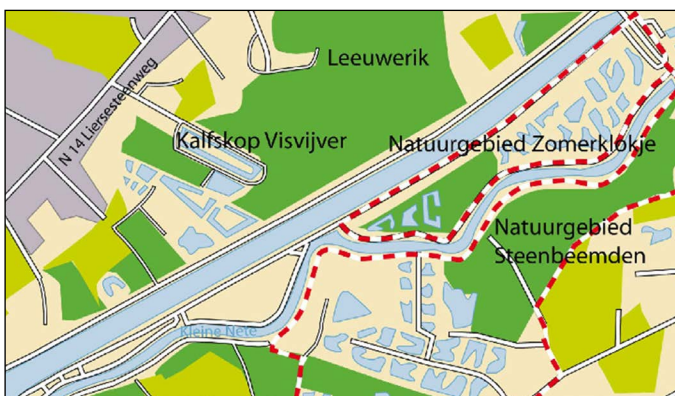 Leeuwerik
N 14 Liersesteenweg
Kalfskop Visvijver
Natuurgebied Zomerklokje
Natuurgebied
Steenbeemden
Kleine Nete